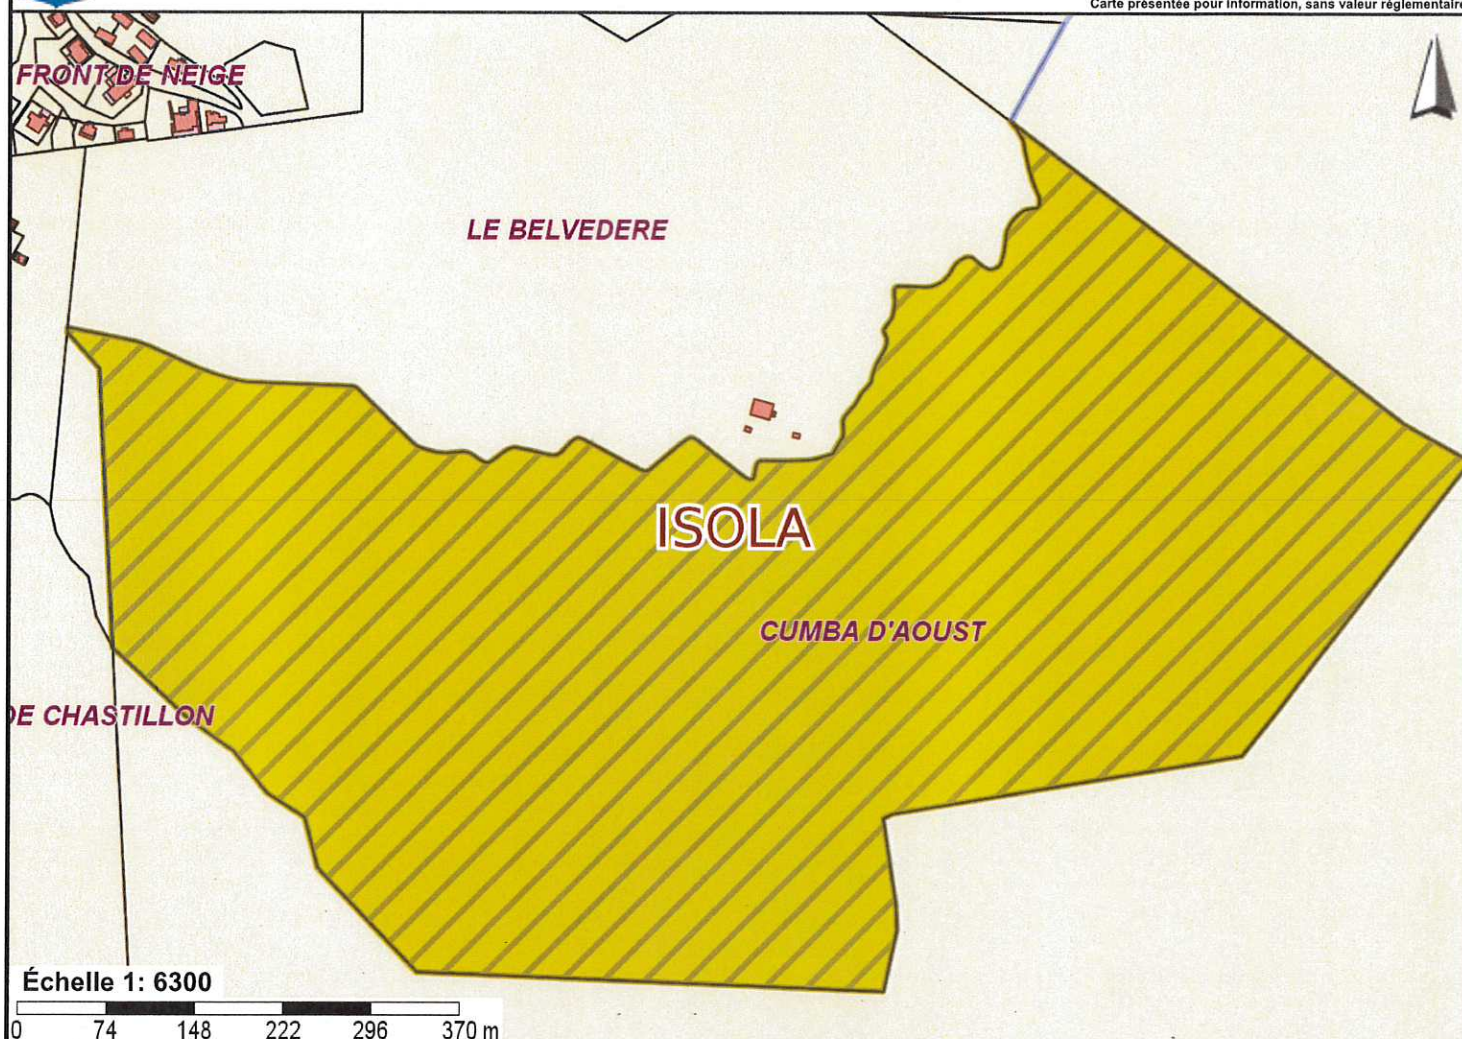 Carte présentée pour information, sans valeur réglementaire
FRONT DE NEIGE
LE BELVEDERE
ISOLA
CUMBA D'AOUST
DE CHASTILLON
Échelle 1: 6300
0 74 148 222 296 370 m